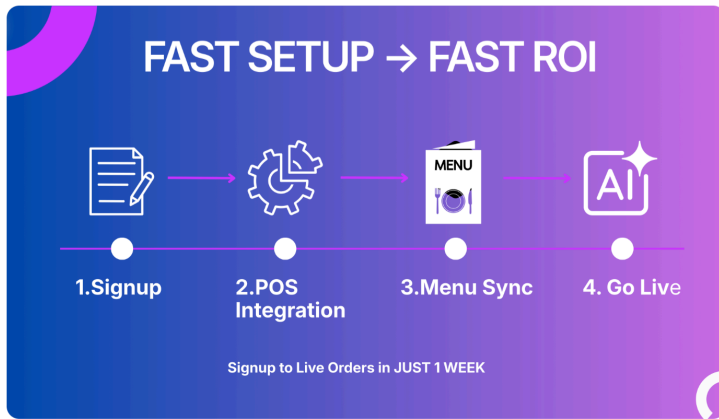 FAST SETUP → FAST ROI
MENU
AI
1.Signup
2.POS
Integration
3.Menu Sync
4. Go Live
Signup to Live Orders in JUST 1 WEEK